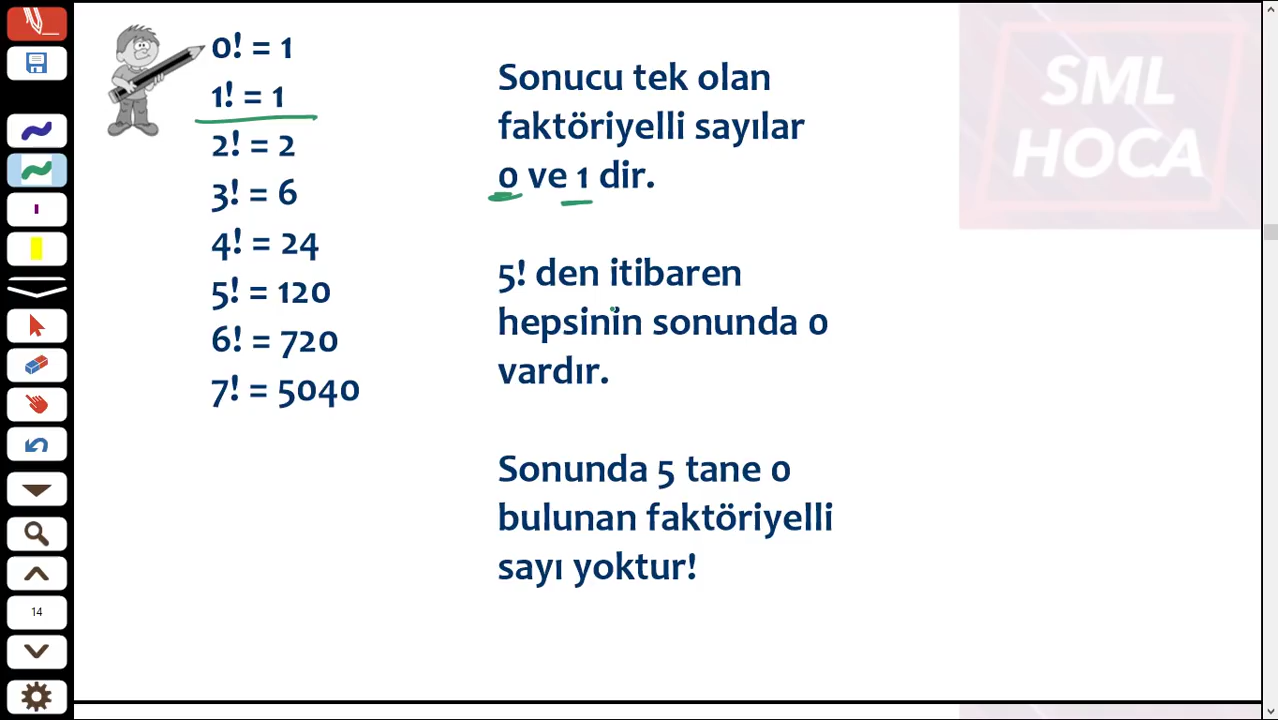 0! = 1
1! = 1
2! = 2
3! = 6
4! = 24
5! = 120
6! = 720
7! = 5040
Sonucu tek olan
faktöriyelli sayılar
0 ve 1 dir.
5! den itibaren
hepsinin sonunda 0
vardır.
Sonunda 5 tane 0
bulunan faktöriyelli
sayı yoktur!
SML
HOCA
14